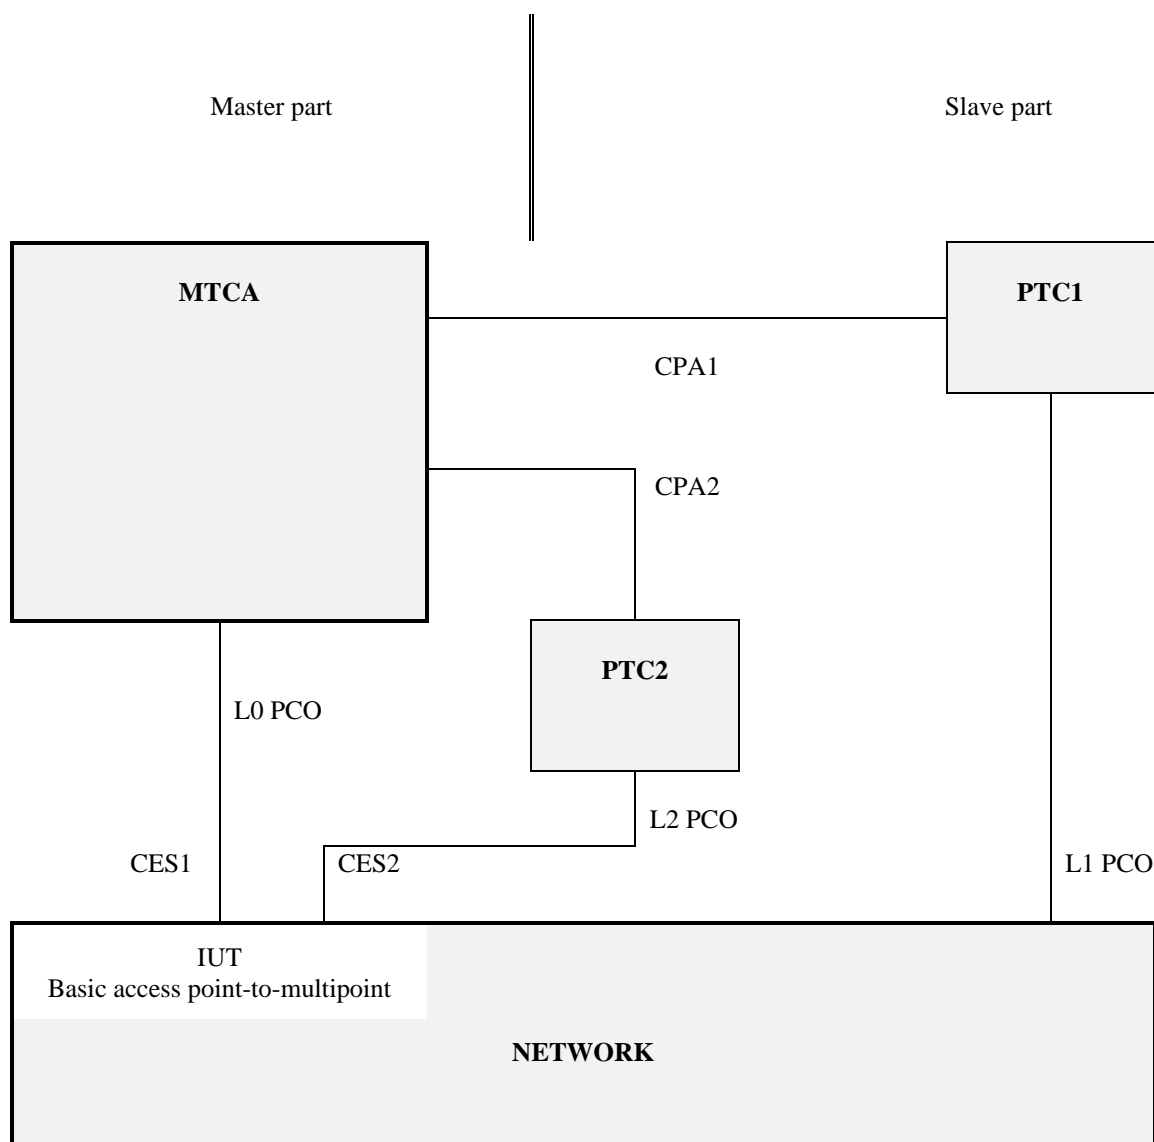 Master part
Slave part
MTCA
PTC1
CPA1
CPA2
PTC2
L0 PCO
L2 PCO
CES1
CES2
L1 PCO
IUT
Basic access point-to-multipoint
NETWORK